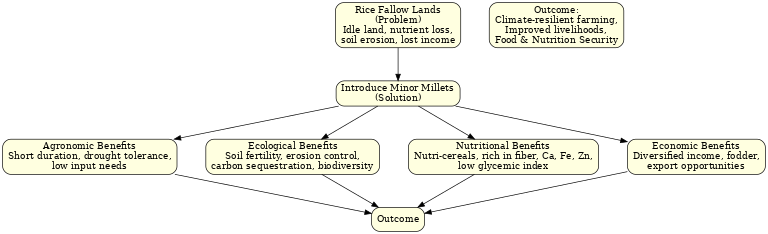 Rice Fallow Lands
(Problem)
Idle land, nutrient loss,
soil erosion, lost income
Outcome:
Climate-resilient farming,
Improved livelihoods,
Food & Nutrition Security
Introduce Minor Millets
(Solution)
Agronomic Benefits
Short duration, drought tolerance,
low input needs
Ecological Benefits
Soil fertility, erosion control,
carbon sequestration, biodiversity
Nutritional Benefits
Nutri-cereals, rich in fiber, Ca, Fe, Zn,
low glycemic index
Economic Benefits
Diversified income, fodder,
export opportunities
Outcome